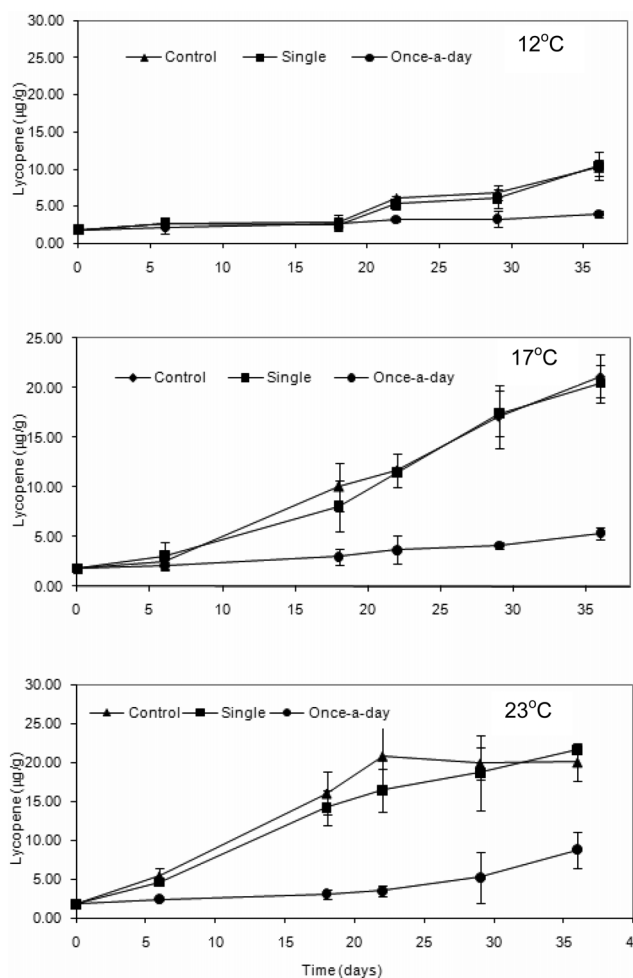 30.00
25.00
20.00
15.00
10.00
5.00
0.00
Lycopene (µg/g)
Control Single Once-a-day
12°C
0 5 10 15 20 25 30 35
25.00
20.00
15.00
10.00
5.00
0.00
Lycopene (µg/g)
Control Single Once-a-day
17°C
0 5 10 15 20 25 30 35
30.00
25.00
20.00
15.00
10.00
5.00
0.00
Lycopene (µg/g)
Control Single Once-a-day
23°C
0 5 10 15 20 25 30 35 4
Time (days)